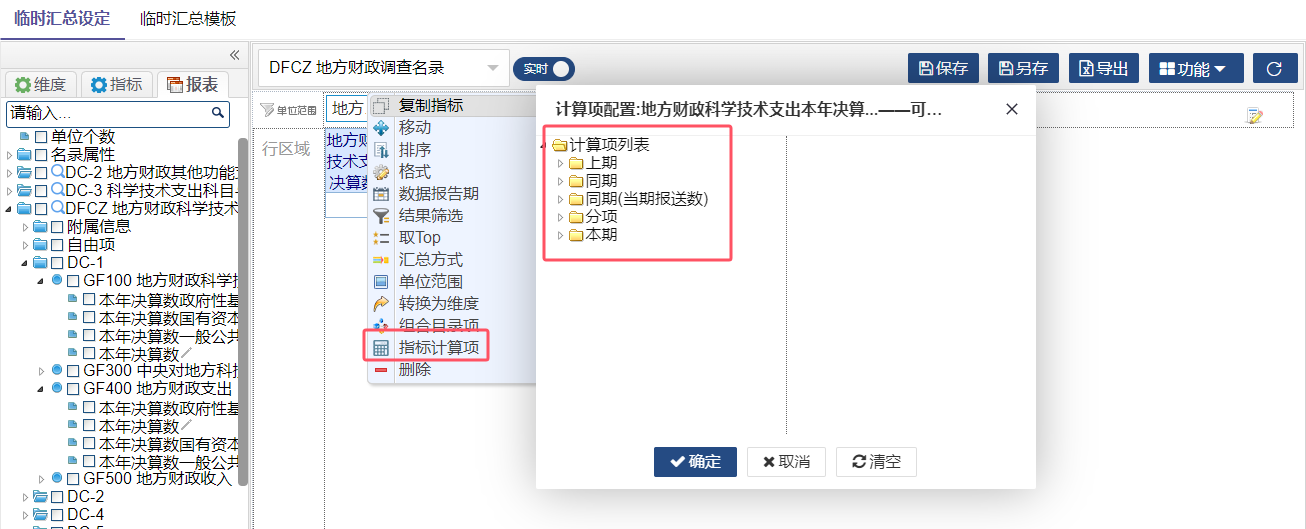 临时汇总设定
临时汇总模板
维度
指标
报表
请输入...
单位个数
名录属性
DC-2 地方财政其他功能
DC-3 科学技术支出科目
DFCZ 地方财政科学技术
附属信息
自由项
DC-1
GF100 地方财政科学技
本年决算数政府性基
本年决算数国有资本
本年决算数一般公共
本年决算数
GF300 中央对地方科技
GF400 地方财政支出
本年决算数政府性基
本年决算数
本年决算数国有资本
本年决算数一般公共
GF500 地方财政收入
DC-2
DC-4
DFCZ 地方财政调查名录
实时
保存
另存
导出
功能
单位范围
地方
行区域
地方财
技术支
决算数
复制指标
移动
排序
格式
数据报告期
结果筛选
取Top
汇总方式
单位范围
转换为维度
组合目录项
指标计算项
删除
计算项配置:地方财政科学技术支出本年决算...——可...
计算项列表
上期
同期
同期(当期报送数)
分项
本期
确定
取消
清空